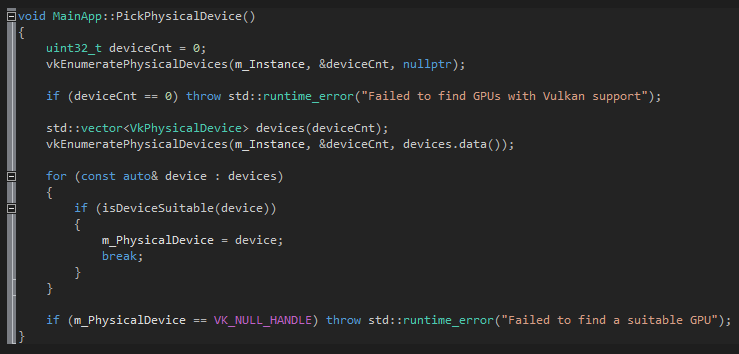 void MainApp::PickPhysicalDevice()
{
    uint32_t deviceCnt = 0;
    vkEnumeratePhysicalDevices(m_Instance, &deviceCnt, nullptr);

    if (deviceCnt == 0) throw std::runtime_error("Failed to find GPUs with Vulkan support");

    std::vector<VkPhysicalDevice> devices(deviceCnt);
    vkEnumeratePhysicalDevices(m_Instance, &deviceCnt, devices.data());

    for (const auto& device : devices)
    {
        if (isDeviceSuitable(device))
        {
            m_PhysicalDevice = device;
            break;
        }
    }

    if (m_PhysicalDevice == VK_NULL_HANDLE) throw std::runtime_error("Failed to find a suitable GPU");
}